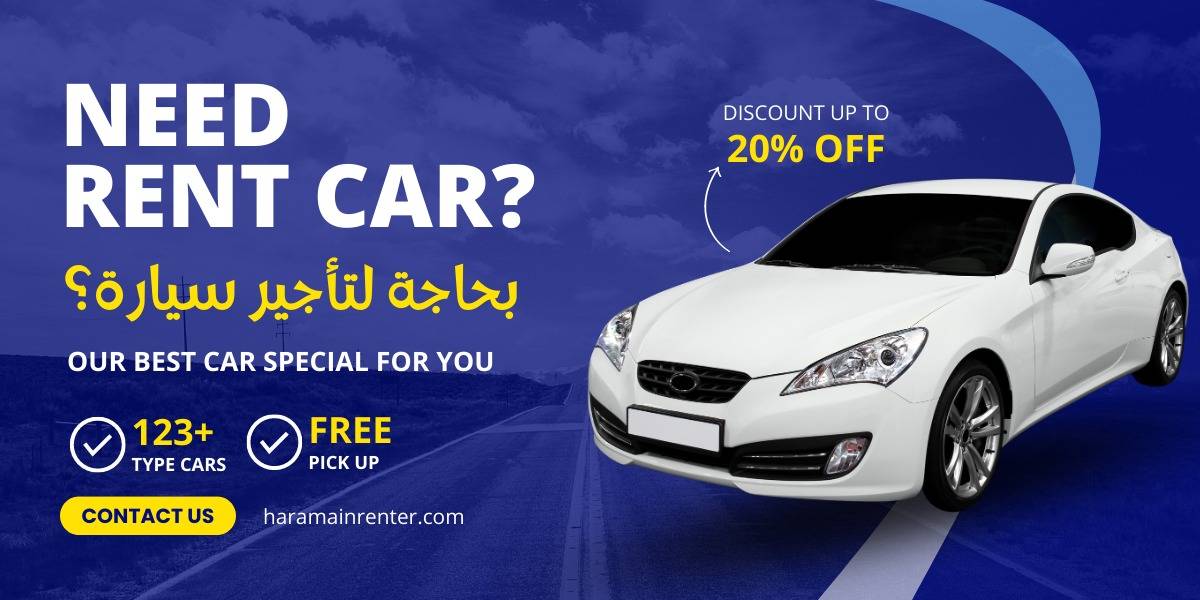 NEED
RENT CAR?
بحاجة لتأجير سيارة؟
OUR BEST CAR SPECIAL FOR YOU
123+
TYPE CARS
FREE
PICK UP
CONTACT US
haramainrenter.com
DISCOUNT UP TO
20% OFF